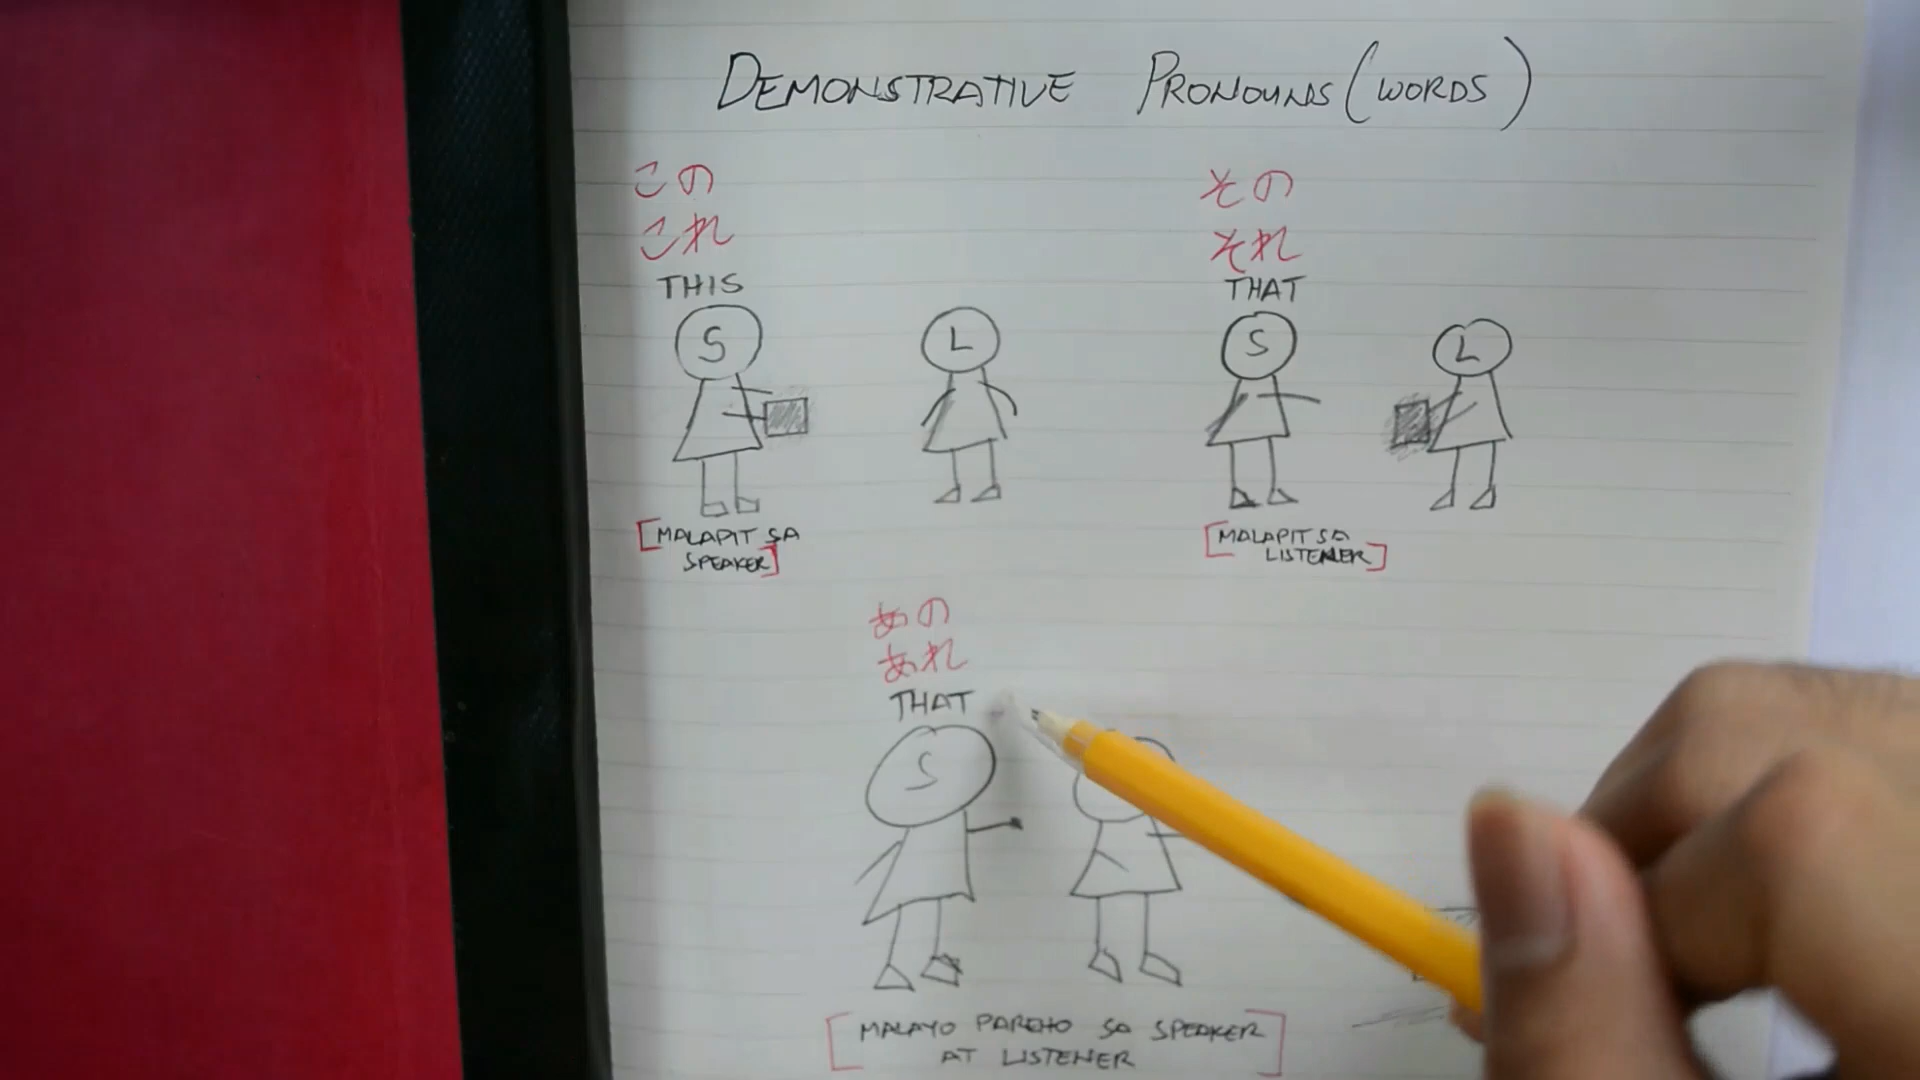 DEMONSTRATIVE PRONOUNS (WORDS)
この
これ
THIS
S
L
[MALAPIT SA
SPEAKER]
その
それ
THAT
S
L
[MALAPIT SA
LISTENER]
あの
あれ
THAT
S
[MALAYO PAREHO SA SPEAKER
AT LISTENER]